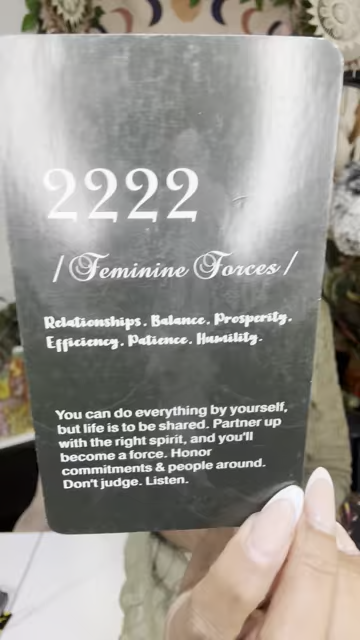 2222
/ Feminine Forces /
Relationships. Balance. Prosperity.
Efficiency. Patience. Humility.
You can do everything by yourself,
but life is to be shared. Partner up
with the right spirit, and you'll
become a force. Honor
commitments & people around.
Don't judge. Listen.